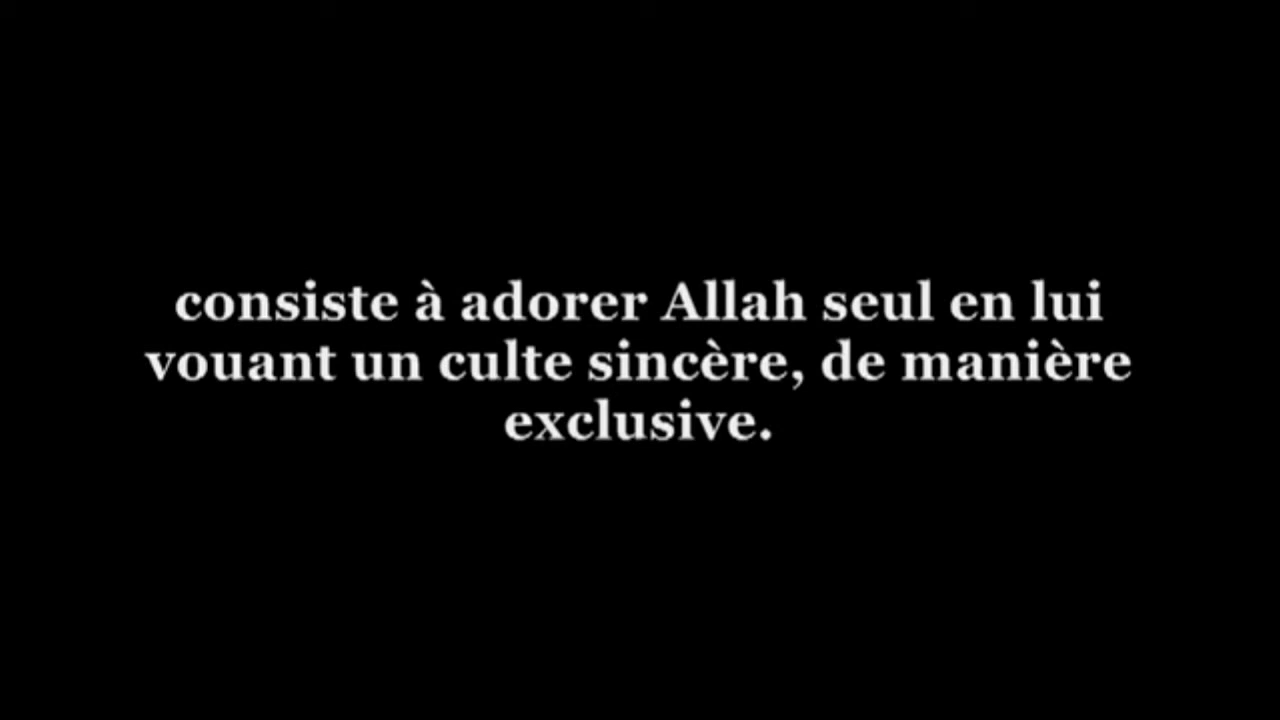 consiste à adorer Allah seul en lui
vouant un culte sincère, de manière
exclusive.